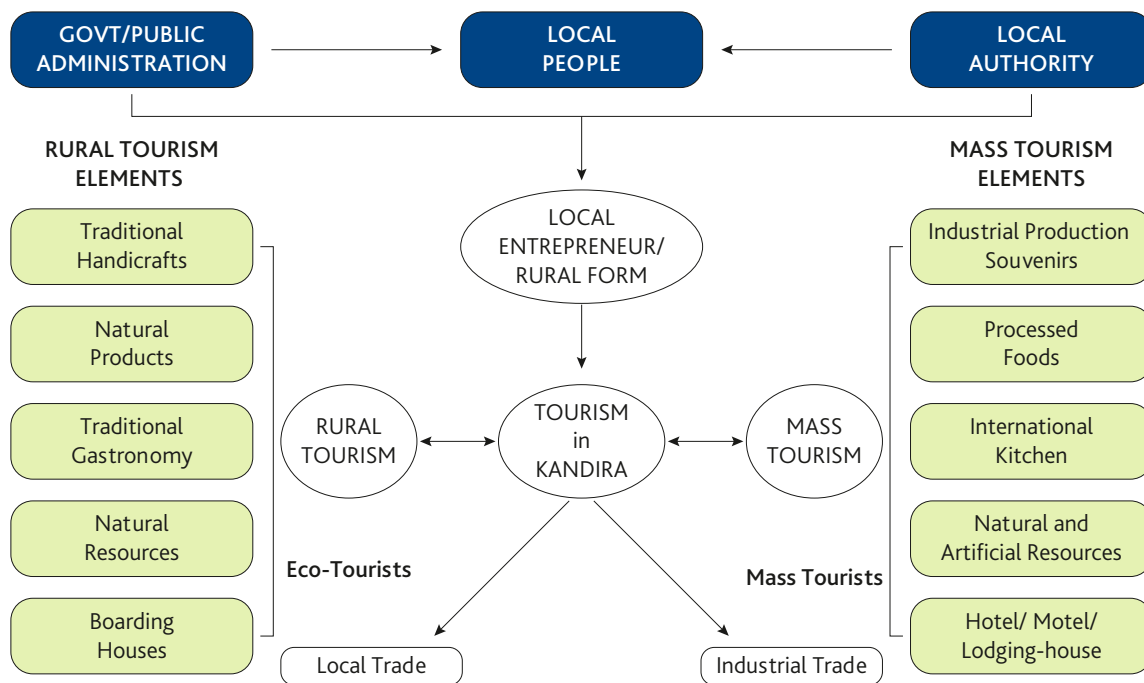 GOVT/PUBLIC
ADMINISTRATION
LOCAL
PEOPLE
LOCAL
AUTHORITY
RURAL TOURISM
ELEMENTS
MASS TOURISM
ELEMENTS
LOCAL
ENTREPRENEUR/
RURAL FORM
Traditional
Handicrafts
Natural
Products
Traditional
Gastronomy
Natural
Resources
Boarding
Houses
RURAL
TOURISM
TOURISM
in
KANDIRA
MASS
TOURISM
Industrial Production
Souvenirs
Processed
Foods
International
Kitchen
Natural and
Artificial Resources
Hotel/ Motel/
Lodging-house
Eco-Tourists
Mass Tourists
Local Trade
Industrial Trade